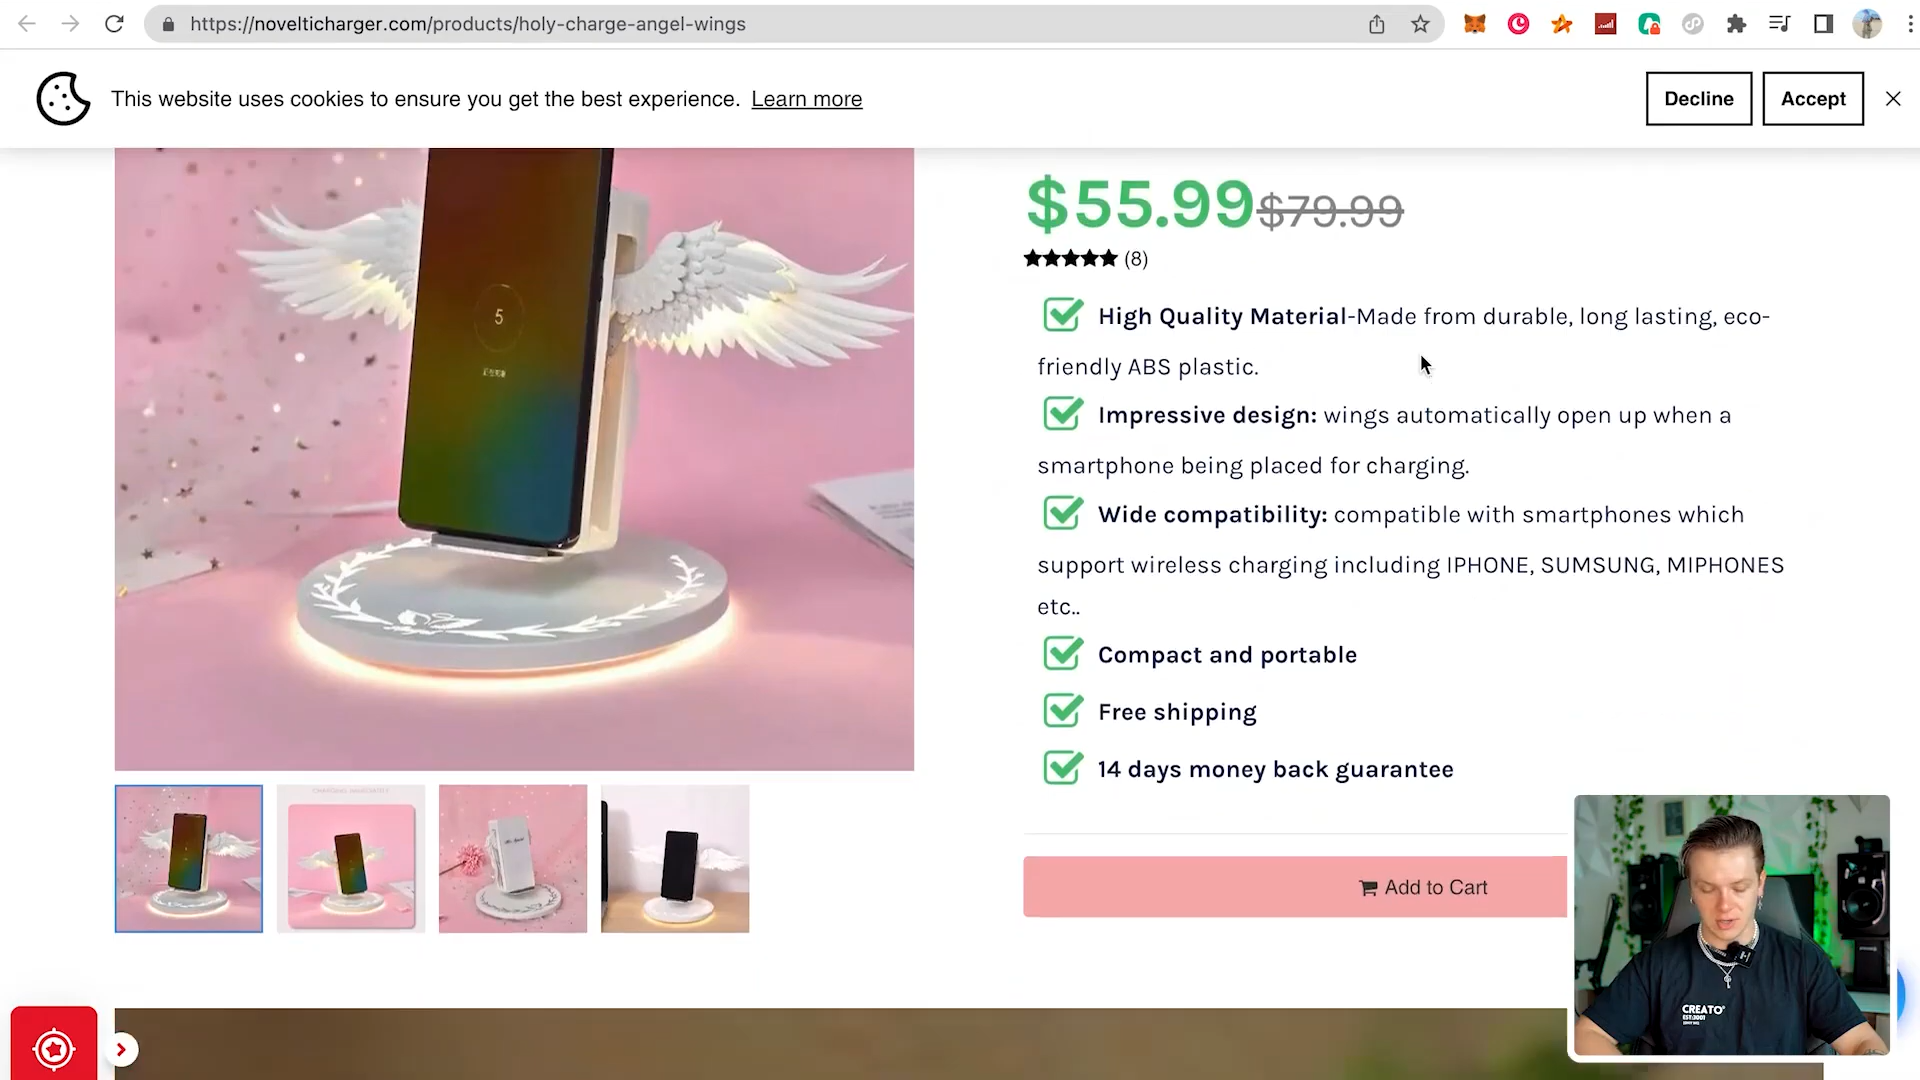 https://novelticharger.com/products/holy-charge-angel-wings
This website uses cookies to ensure you get the best experience. Learn more
Decline
Accept
$55.99 $79.99
(8)
High Quality Material-Made from durable, long lasting, eco-
friendly ABS plastic.
Impressive design: wings automatically open up when a
smartphone being placed for charging.
Wide compatibility: compatible with smartphones which
support wireless charging including IPHONE, SUMSUNG, MIPHONES
etc..
Compact and portable
Free shipping
14 days money back guarantee
Add to Cart
5
CREATO